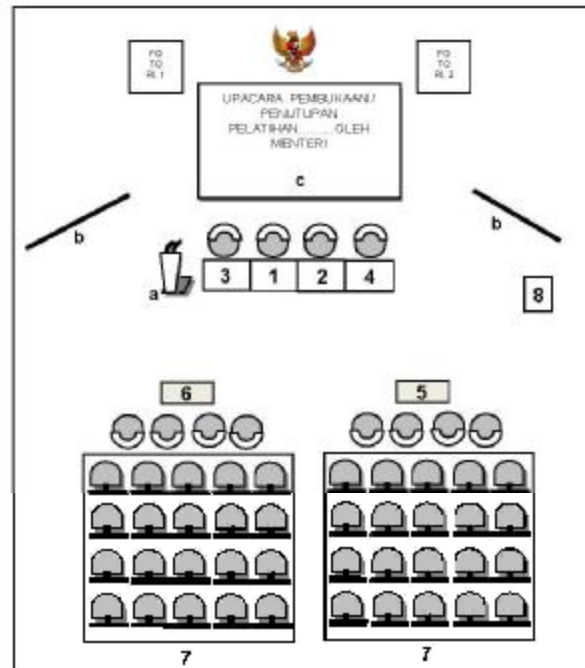 FO
TO
RI. 1
FO
TO
RI. 2
UPACARA PEMBUKAAN /
PENUTUPAN
PELATIHAN.........OLEH
MENTERI
c
b
b
3
1
2
4
a
8
6
5
7
7